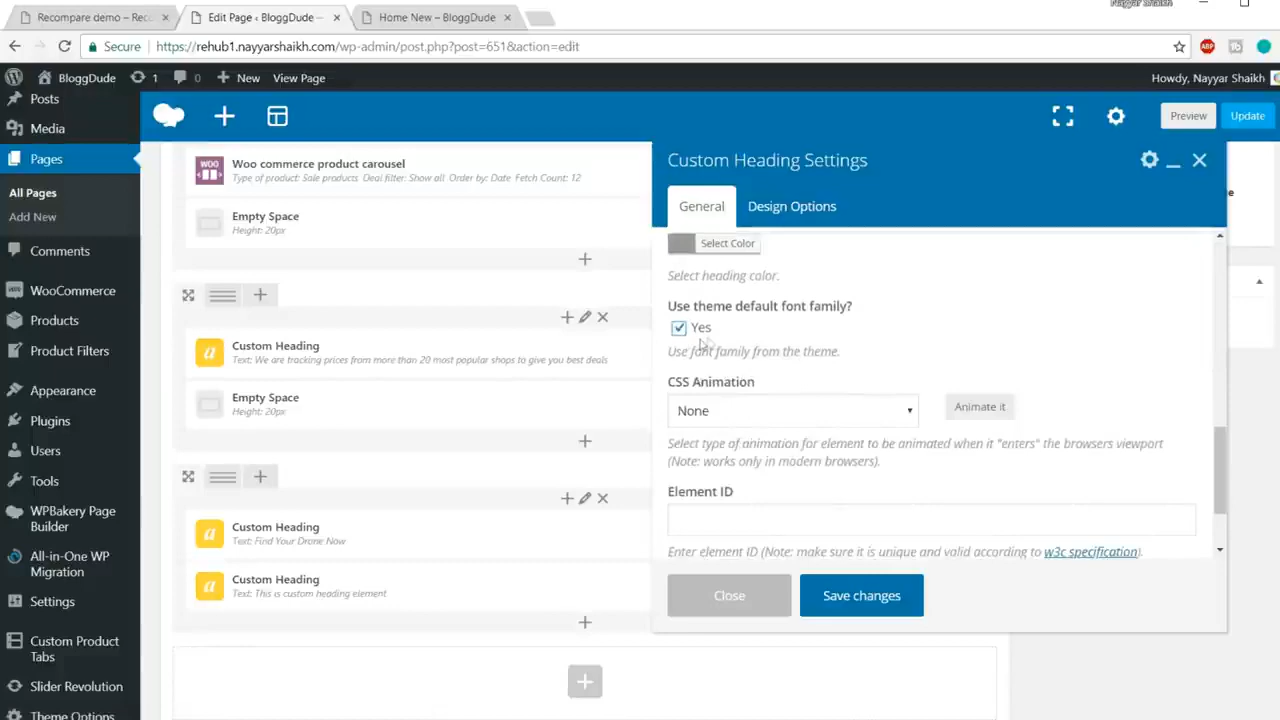 Nayyar Shaikh
Recompare demo – Reco
Edit Page ‹ BloggDude —
Home New – BloggDude
Secure
https://rehub1.nayyarshaikh.com/wp-admin/post.php?post=651&action=edit
ABP
BloggDude
1
0
New
View Page
Howdy, Nayyar Shaikh
Posts
Media
Pages
All Pages
Add New
Comments
WooCommerce
Products
Product Filters
Appearance
Plugins
Users
Tools
WPBakery Page
Builder
All-in-One WP
Migration
Settings
Custom Product
Tabs
Slider Revolution
Theme Options
Preview
Update
WOO
Woo commerce product carousel
Type of product: Sale products Deal filter: Show all Order by: Date Fetch Count: 12
Empty Space
Height: 20px
Custom Heading
Text: We are tracking prices from more than 20 most popular shops to give you best deals
Empty Space
Height: 20px
Custom Heading
Text: Find Your Drone Now
Custom Heading
Text: This is custom heading element
Custom Heading Settings
General
Design Options
Select Color
Select heading color.
Use theme default font family?
Yes
Use font family from the theme.
CSS Animation
None
Animate it
Select type of animation for element to be animated when it "enters" the browsers viewport
(Note: works only in modern browsers).
Element ID
Enter element ID (Note: make sure it is unique and valid according to w3c specification).
Close
Save changes